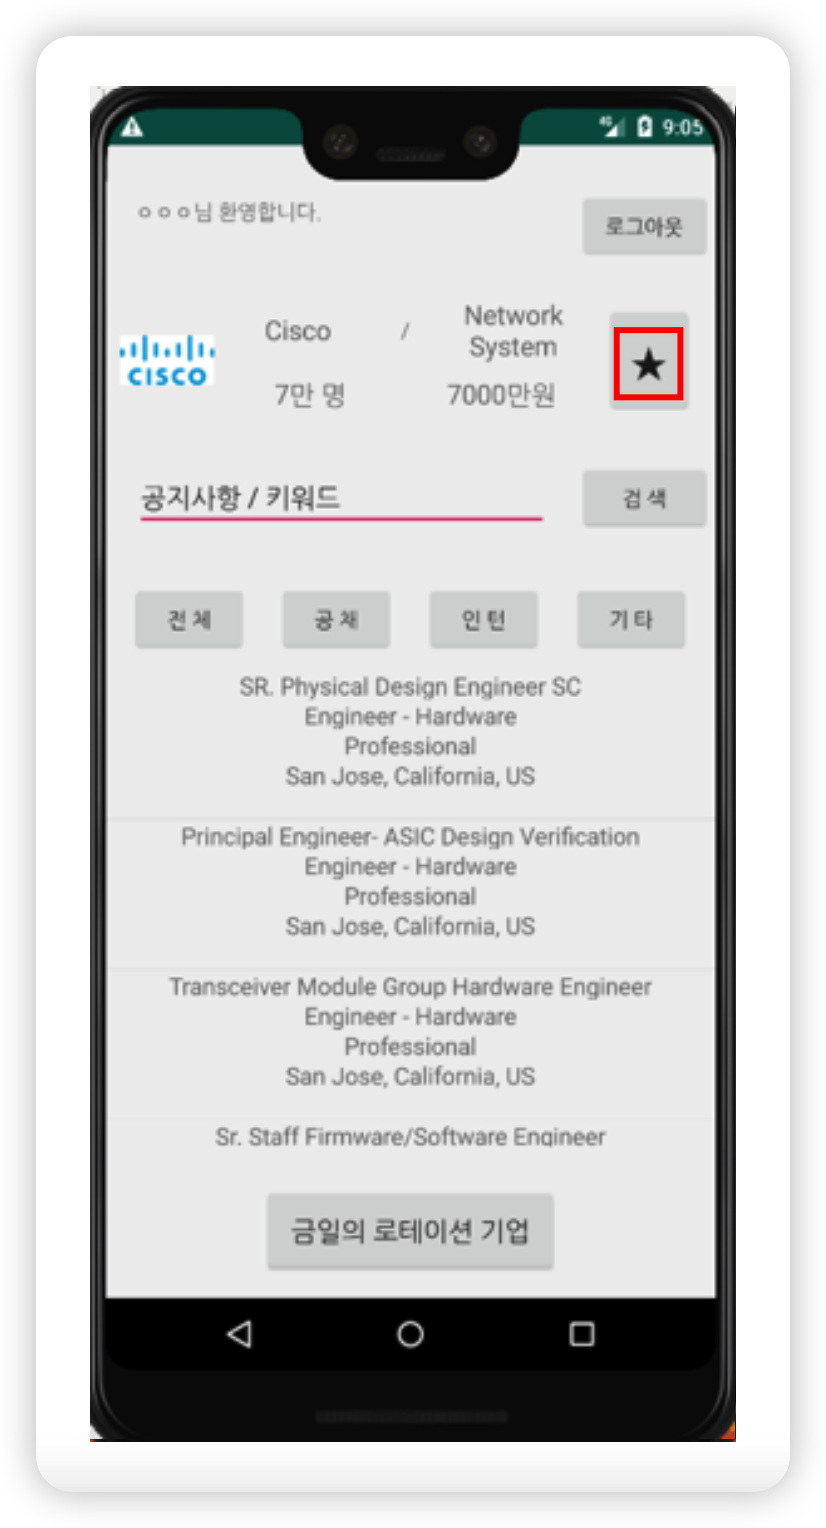 4G 9:05
ㅇㅇㅇ님 환영합니다.
로그아웃
CISCO
Cisco / Network System
7만 명 7000만원
★
공지사항 / 키워드
검 색
전 체 공 채 인 턴 기 타
SR. Physical Design Engineer SC
Engineer - Hardware
Professional
San Jose, California, US
Principal Engineer- ASIC Design Verification
Engineer - Hardware
Professional
San Jose, California, US
Transceiver Module Group Hardware Engineer
Engineer - Hardware
Professional
San Jose, California, US
Sr. Staff Firmware/Software Engineer
금일의 로테이션 기업